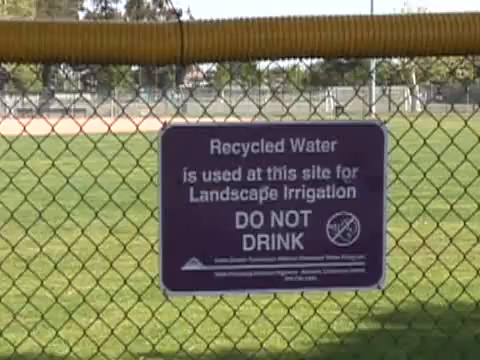 Recycled Water
is used at this site for
Landscape Irrigation
DO NOT
DRINK